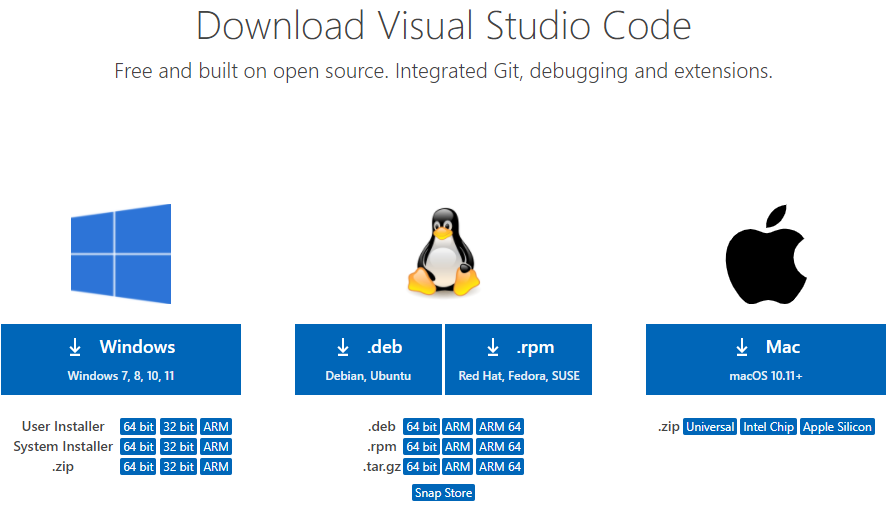 Download Visual Studio Code
Free and built on open source. Integrated Git, debugging and extensions.
Windows
Windows 7, 8, 10, 11
User Installer 64 bit 32 bit ARM
System Installer 64 bit 32 bit ARM
.zip 64 bit 32 bit ARM
.deb
Debian, Ubuntu
.rpm
Red Hat, Fedora, SUSE
.deb 64 bit ARM ARM 64
.rpm 64 bit ARM ARM 64
.tar.gz 64 bit ARM ARM 64
Snap Store
Mac
macOS 10.11+
.zip Universal Intel Chip Apple Silicon